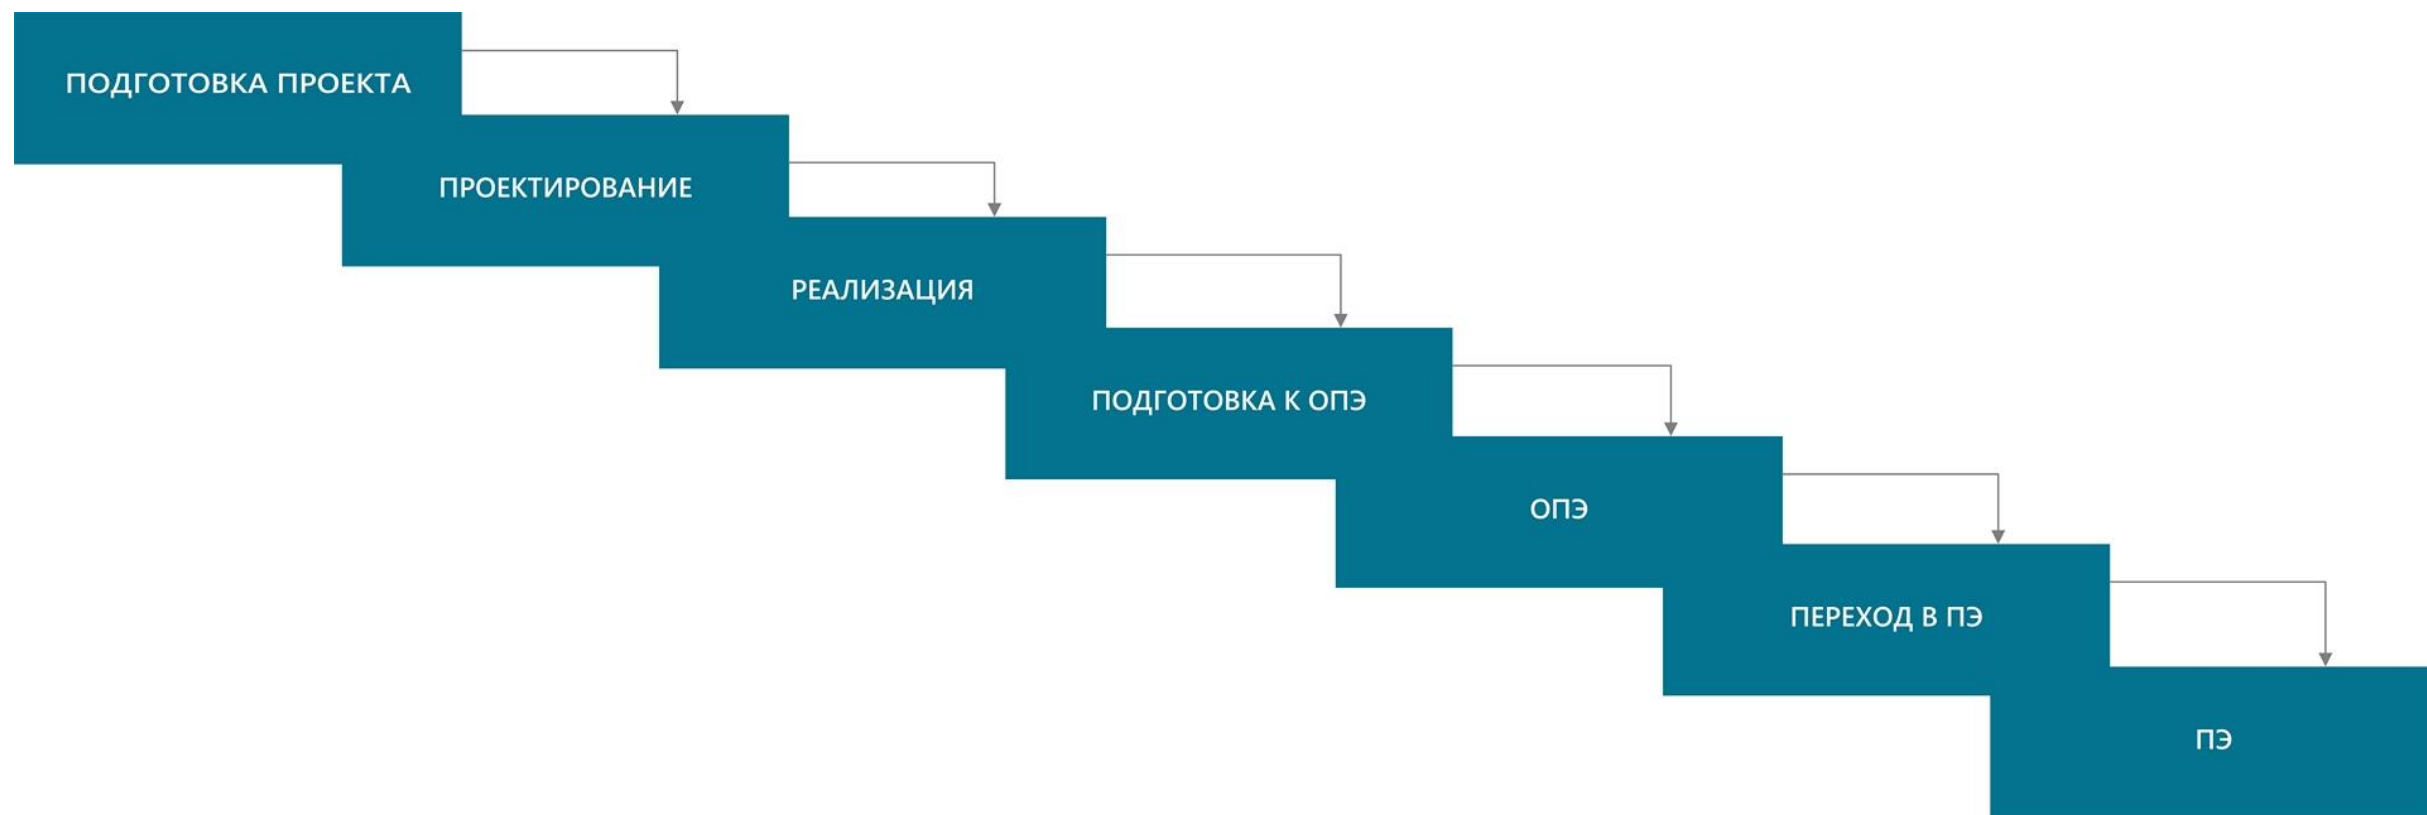 ПОДГОТОВКА ПРОЕКТА
ПРОЕКТИРОВАНИЕ
РЕАЛИЗАЦИЯ
ПОДГОТОВКА К ОПЭ
ОПЭ
ПЕРЕХОД В ПЭ
ПЭ